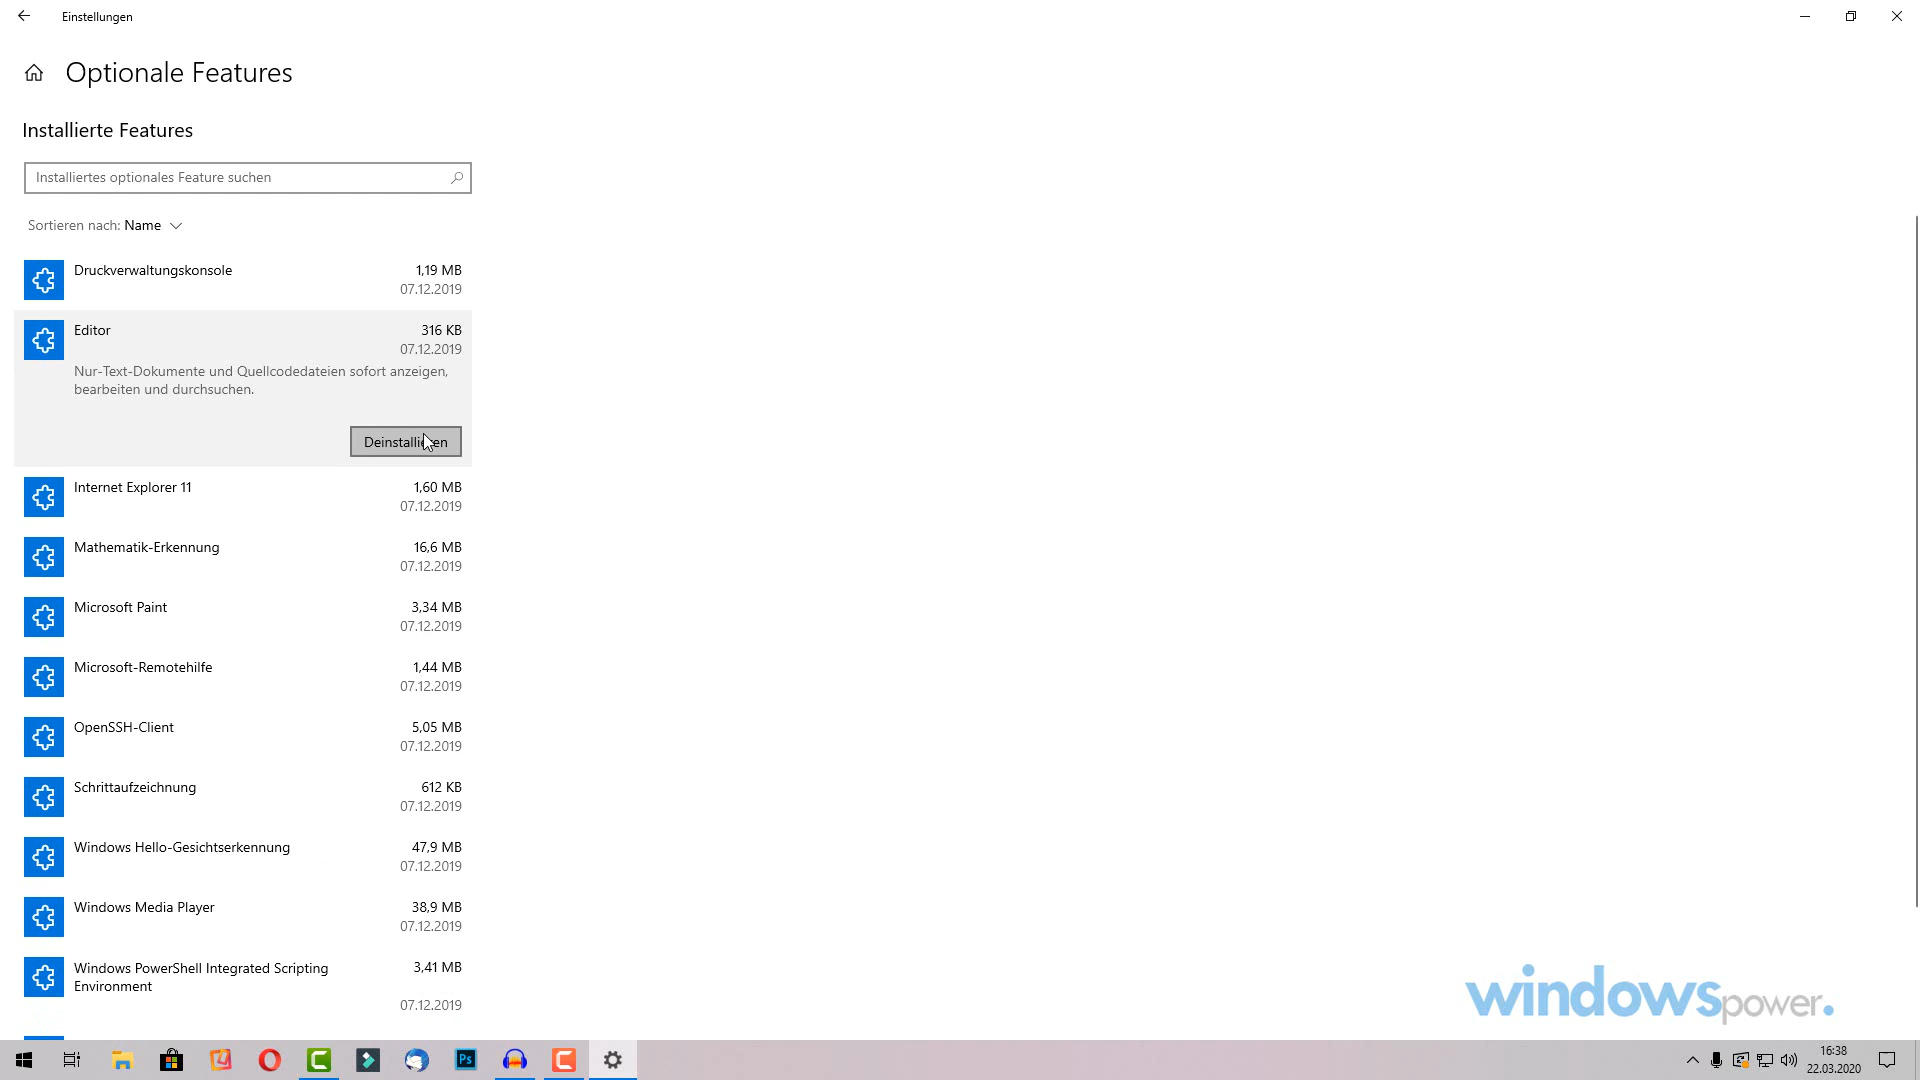 Einstellungen
Optionale Features
Installierte Features
Installiertes optionales Feature suchen
Sortieren nach: Name
Druckverwaltungskonsole 1,19 MB
07.12.2019
Editor 316 KB
07.12.2019
Nur-Text-Dokumente und Quellcodedateien sofort anzeigen,
bearbeiten und durchsuchen.
Deinstallieren
Internet Explorer 11 1,60 MB
07.12.2019
Mathematik-Erkennung 16,6 MB
07.12.2019
Microsoft Paint 3,34 MB
07.12.2019
Microsoft-Remotehilfe 1,44 MB
07.12.2019
OpenSSH-Client 5,05 MB
07.12.2019
Schrittaufzeichnung 612 KB
07.12.2019
Windows Hello-Gesichtserkennung 47,9 MB
07.12.2019
Windows Media Player 38,9 MB
07.12.2019
Windows PowerShell Integrated Scripting 3,41 MB
Environment
07.12.2019
windowspower.
Ps
16:38
22.03.2020